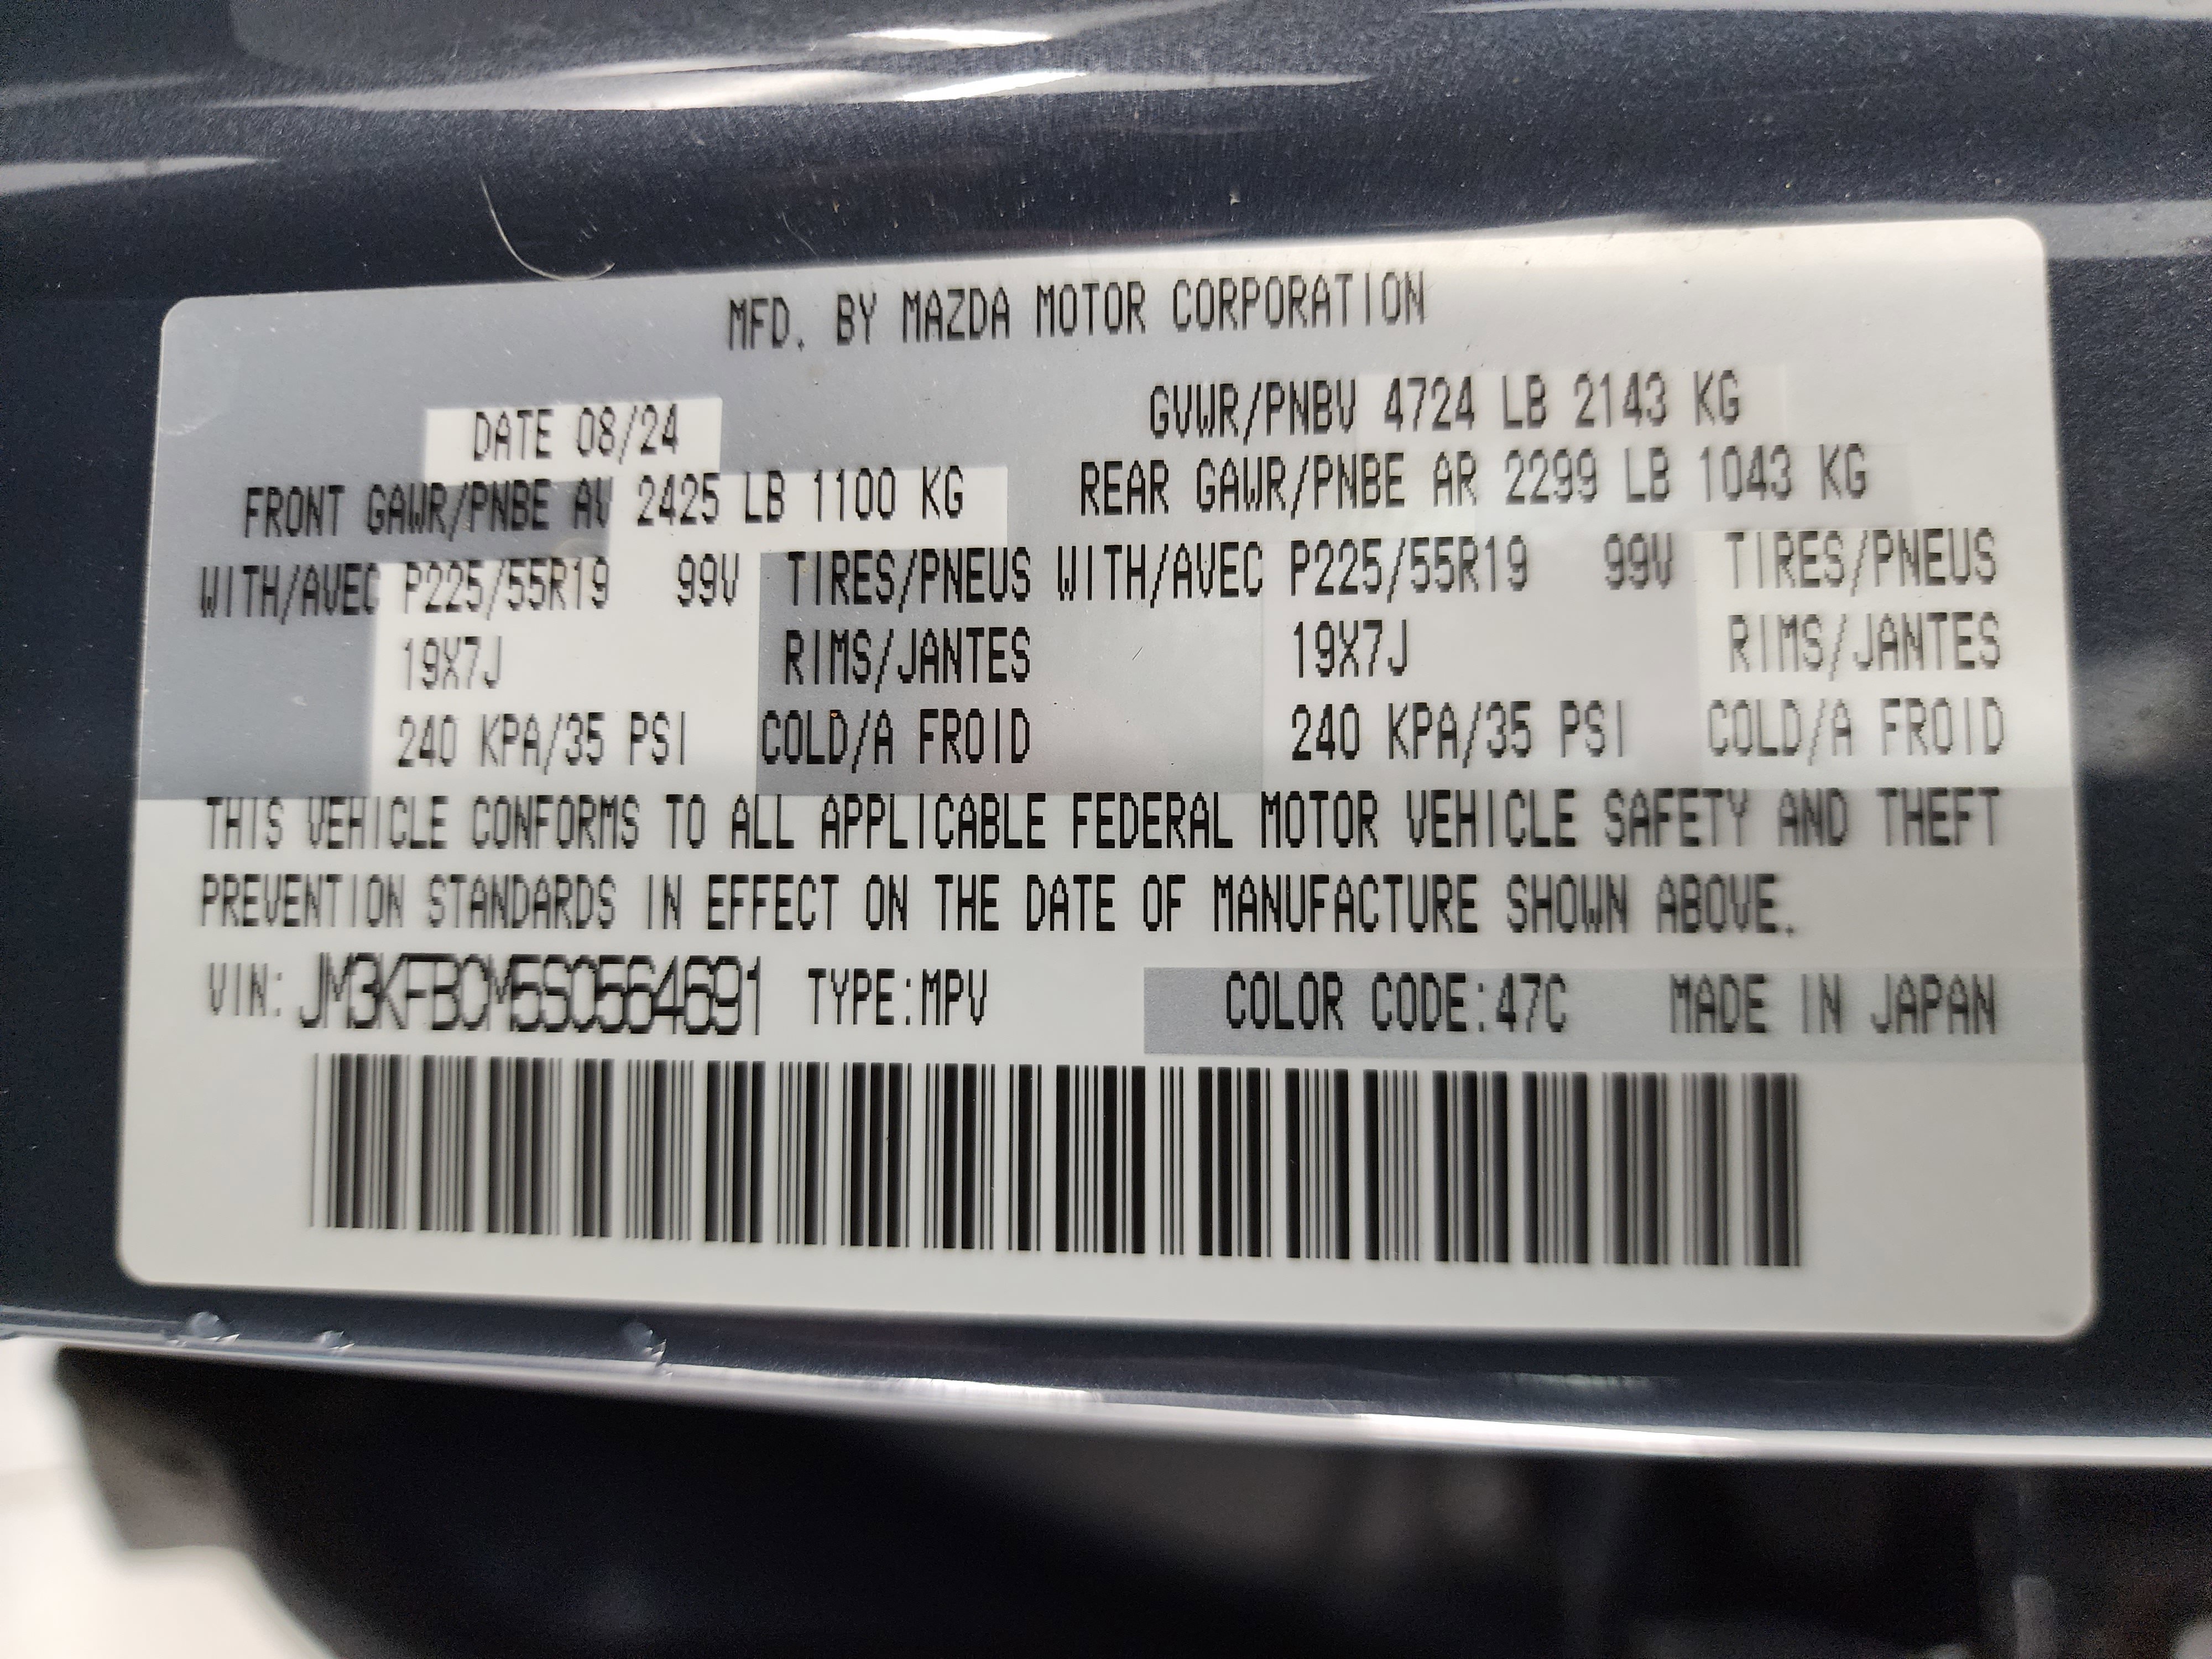 MFD. BY MAZDA MOTOR CORPORATION
DATE 08/24 GVWR/PNBV 4724 LB 2143 KG
FRONT GAWR/PNBE AV 2425 LB 1100 KG REAR GAWR/PNBE AR 2299 LB 1043 KG
WITH/AVEC P225/55R19 99V TIRES/PNEUS WITH/AVEC P225/55R19 99V TIRES/PNEUS
19X7J RIMS/JANTES 19X7J RIMS/JANTES
240 KPA/35 PSI COLD/A FROID 240 KPA/35 PSI COLD/A FROID
THIS VEHICLE CONFORMS TO ALL APPLICABLE FEDERAL MOTOR VEHICLE SAFETY AND THEFT
PREVENTION STANDARDS IN EFFECT ON THE DATE OF MANUFACTURE SHOWN ABOVE.
VIN: JM3KFBCM5S0564691 TYPE:MPV COLOR CODE:47C MADE IN JAPAN